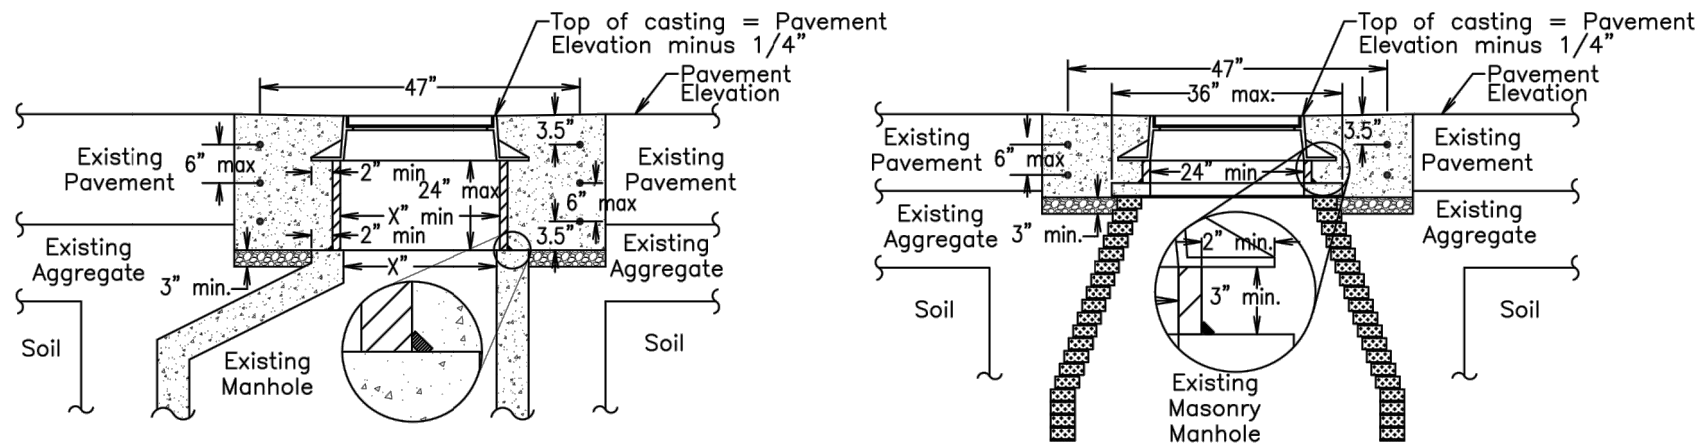 Top of casting = Pavement
Elevation minus 1/4"
47"
Pavement
Elevation
3.5"
Existing
Pavement
6" max
2" min
24" max
X" min
2" min
Existing
Pavement
6" max
3.5"
Existing
Aggregate
X"
Existing
Aggregate
3" min.
Soil
Existing
Manhole
Soil
Top of casting = Pavement
Elevation minus 1/4"
47"
Pavement
Elevation
36" max.
3.5"
Existing
Pavement
6" max
24" min
Existing
Pavement
Existing
Aggregate
3" min.
2" min.
Existing
Aggregate
3" min.
Soil
Soil
Existing
Masonry
Manhole